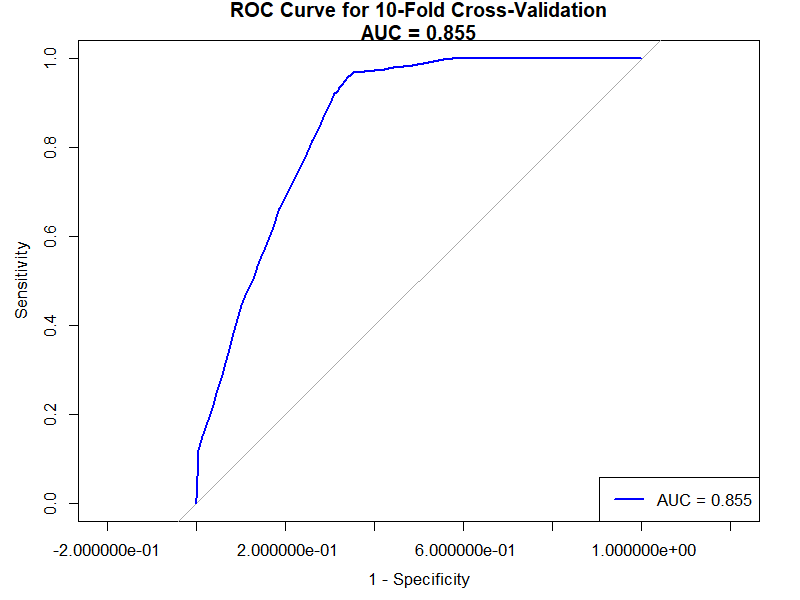 ROC Curve for 10-Fold Cross-Validation
AUC = 0.855
1.0
0.8
0.6
0.4
0.2
0.0
Sensitivity
AUC = 0.855
-2.000000e-01 2.000000e-01 6.000000e-01 1.000000e+00
1 - Specificity